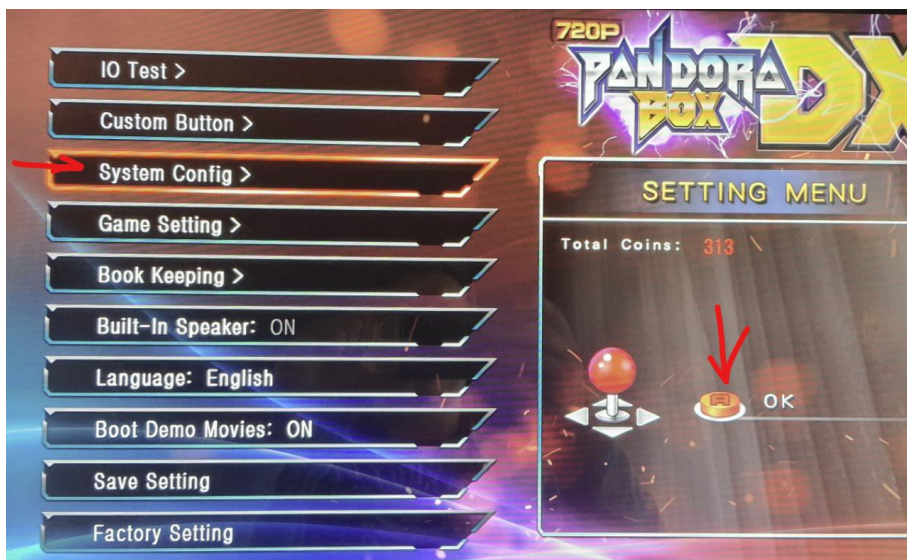 IO Test >
Custom Button >
System Config >
Game Setting >
Book Keeping >
Built-In Speaker: ON
Language: English
Boot Demo Movies: ON
Save Setting
Factory Setting
720P
PANDORA
BOX
DX
SETTING MENU
Total Coins: 313
A OK